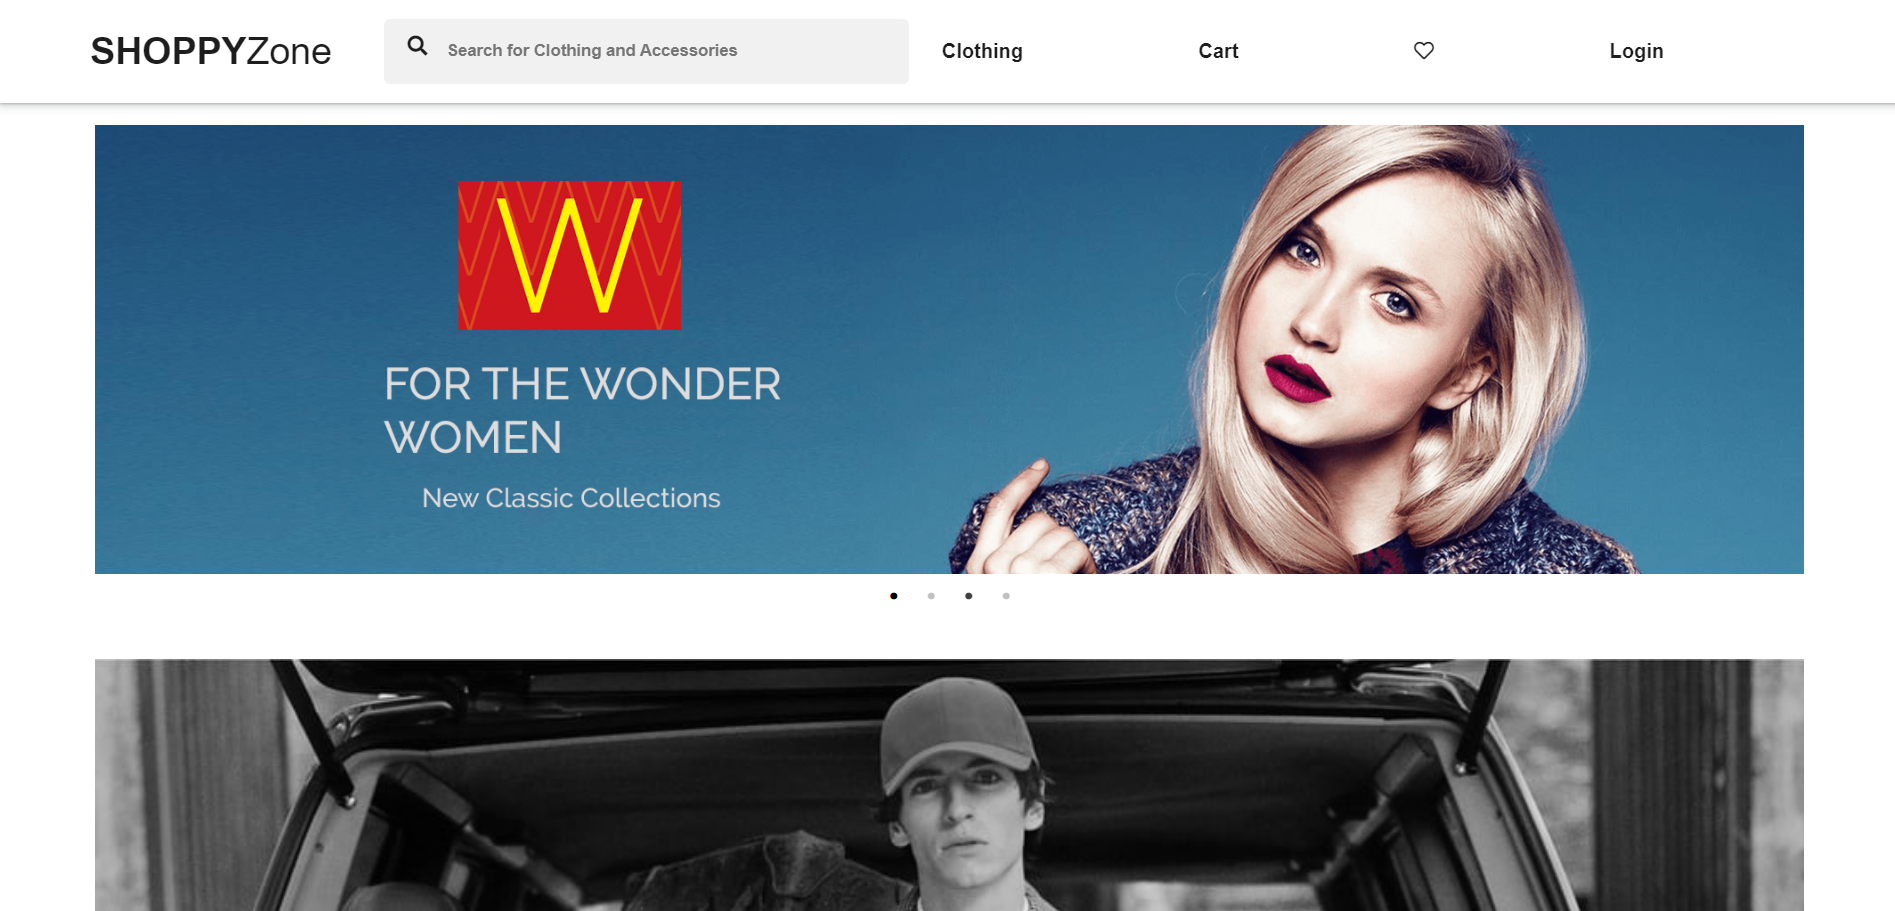 SHOPPYZone
Search for Clothing and Accessories
Clothing
Cart
Login
W
FOR THE WONDER
WOMEN
New Classic Collections